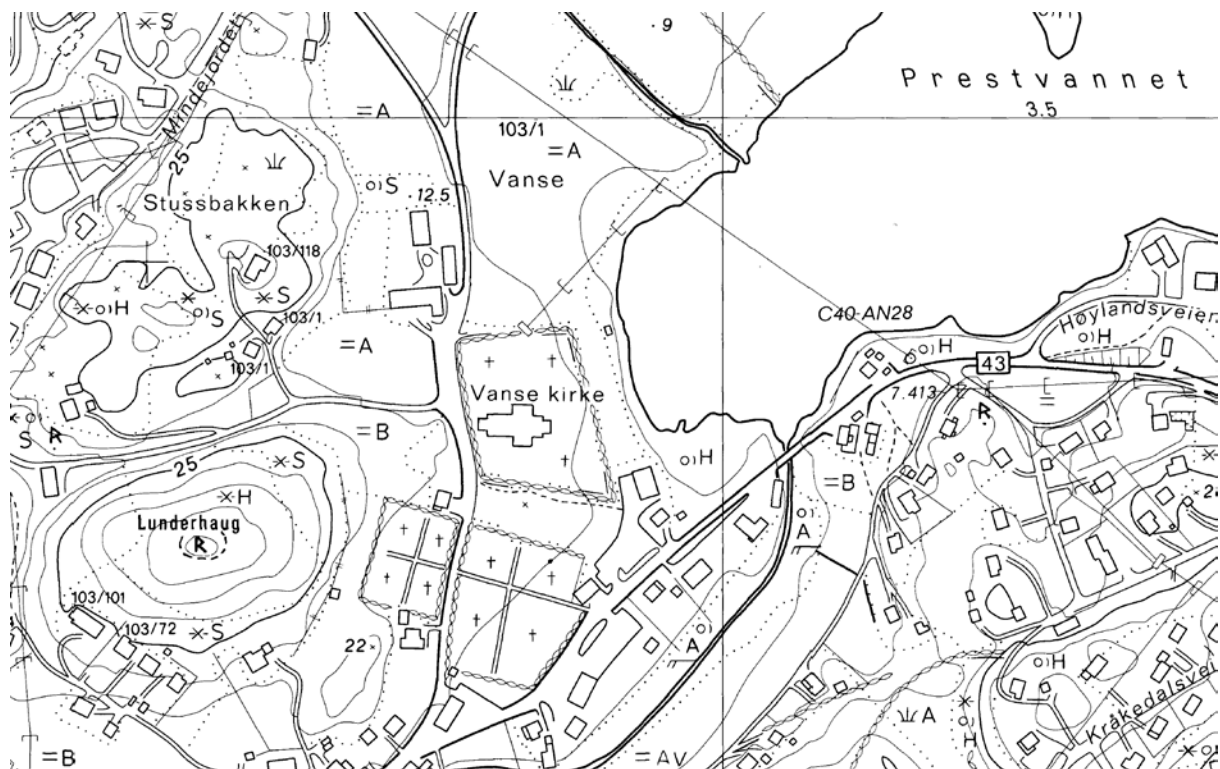 S
. 9
Prestvannet
3.5
Mindejordet
=A
103/1
=A
Vanse
25
S
12.5
Stussbakken
103/118
H
S
S
103/1
=A
103/1
C40-AN28
Høylandsveien
H
H
43
7.413
=
Vanse kirke
=B
S
R
R
25
S
H
=B
H
A
Lunderhaug
R
103/101
103/72
S
22
A
H
A
H
Kråkedalsvei
=B
=AV